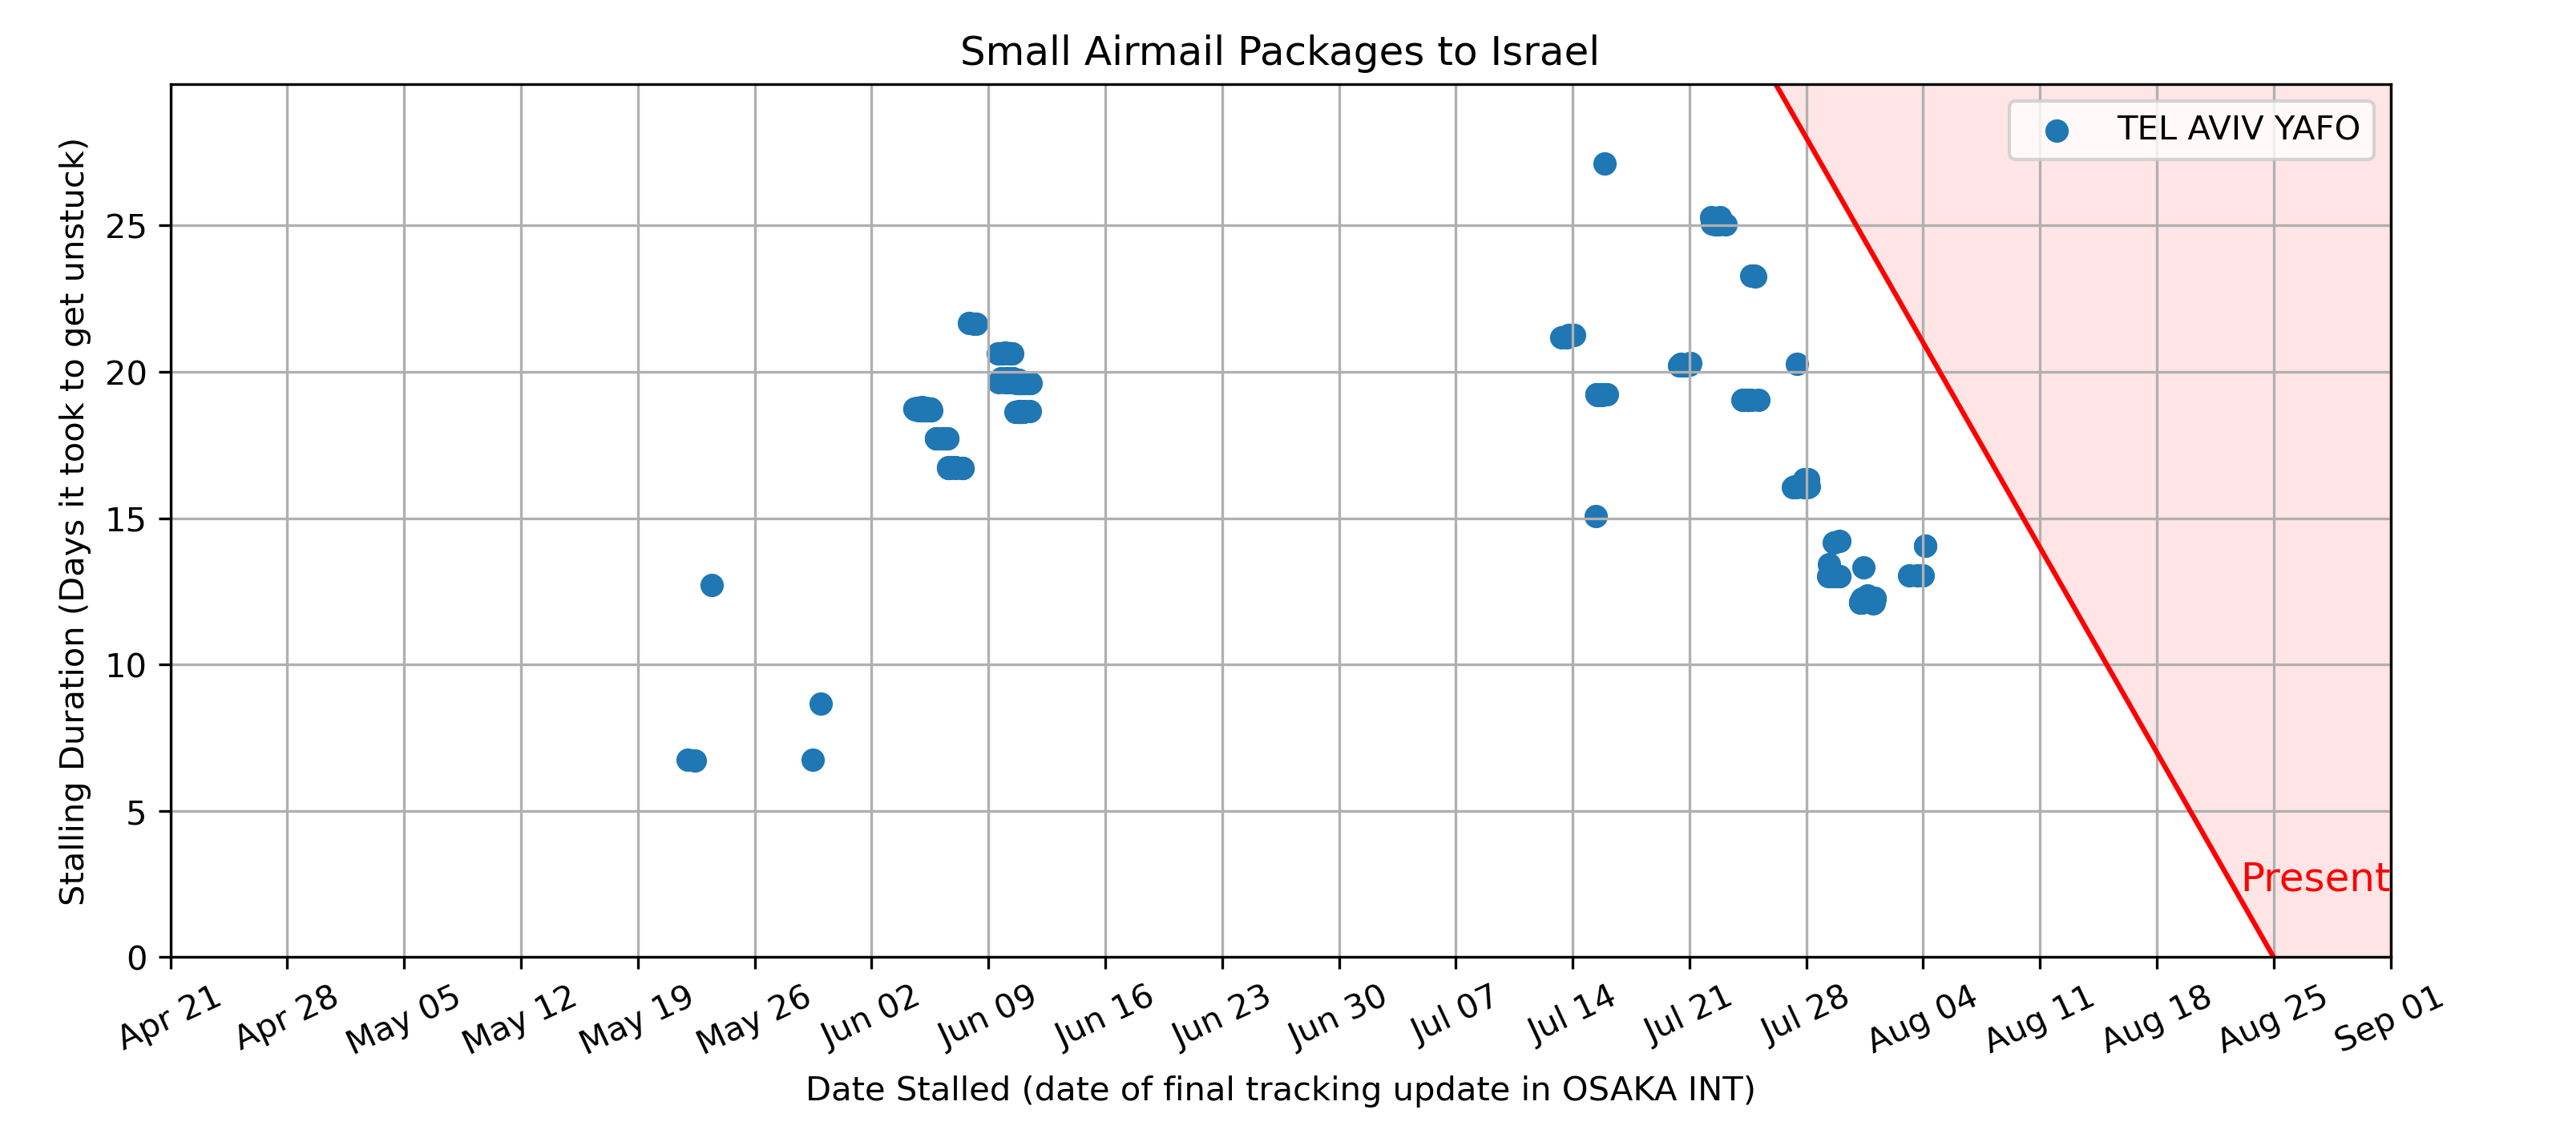 Small Airmail Packages to Israel
TEL AVIV YAFO
Stalling Duration (Days it took to get unstuck)
25
20
15
10
5
0
Present
Apr 21
Apr 28
May 05
May 12
May 19
May 26
Jun 02
Jun 09
Jun 16
Jun 23
Jun 30
Jul 07
Jul 14
Jul 21
Jul 28
Aug 04
Aug 11
Aug 18
Aug 25
Sep 01
Date Stalled (date of final tracking update in OSAKA INT)